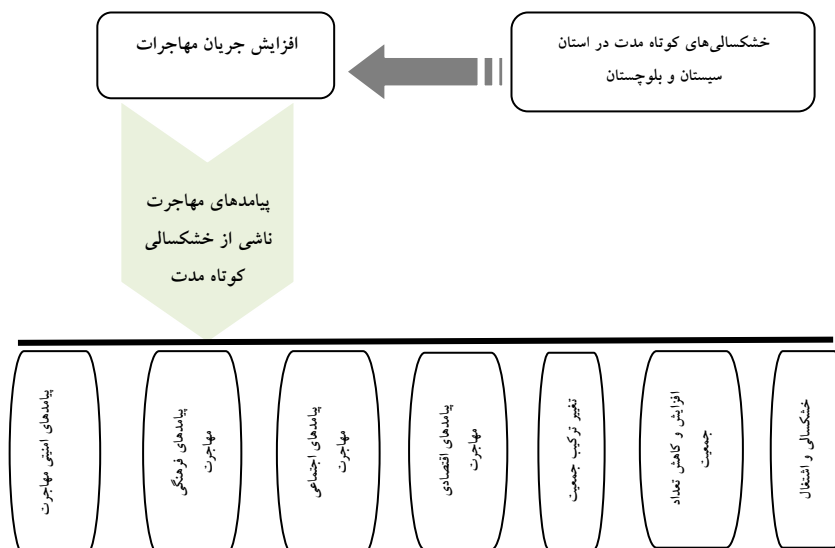 خشکسالی‌های کوتاه مدت در استان
سیستان و بلوچستان
افزایش جریان مهاجرات
پیامدهای مهاجرت
ناشی از خشکسالی
کوتاه مدت
خشکسالی و اشتغال
افزایش و کاهش تعداد
جمعیت
تغییر ترکیب جمعیت
پیامدهای اقتصادی
مهاجرت
پیامدهای اجتماعی
مهاجرت
پیامدهای فرهنگی
مهاجرت
پیامدهای امنیتی مهاجرت